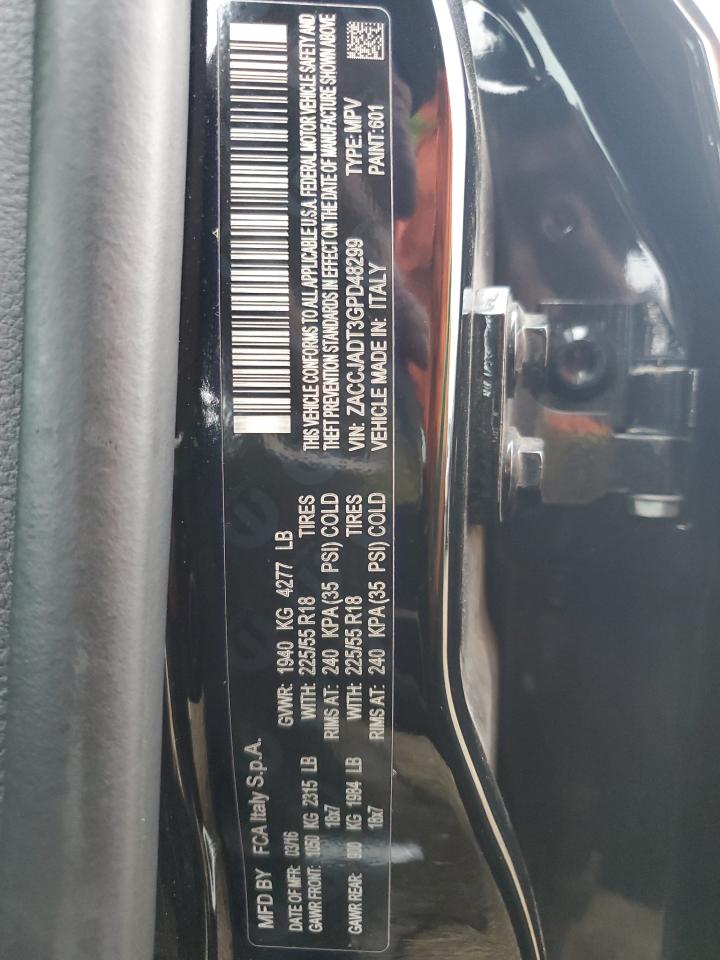 MFD BY FCA Italy S.p.A.
DATE OF MFR: 03/16 GVWR: 1940 KG 4277 LB
GAWR FRONT: 1050 KG 2315 LB WITH: 225/55 R18 TIRES
18x7 RIMS AT: 240 KPA(35 PSI) COLD
GAWR REAR: 900 KG 1984 LB WITH: 225/55 R18 TIRES
18x7 RIMS AT: 240 KPA(35 PSI) COLD
THIS VEHICLE CONFORMS TO ALL APPLICABLE U.S.A. FEDERAL MOTOR VEHICLE SAFETY AND
THEFT PREVENTION STANDARDS IN EFFECT ON THE DATE OF MANUFACTURE SHOWN ABOVE
VIN: ZACCJADT3GPD48299 TYPE: MPV
VEHICLE MADE IN: ITALY PAINT:601